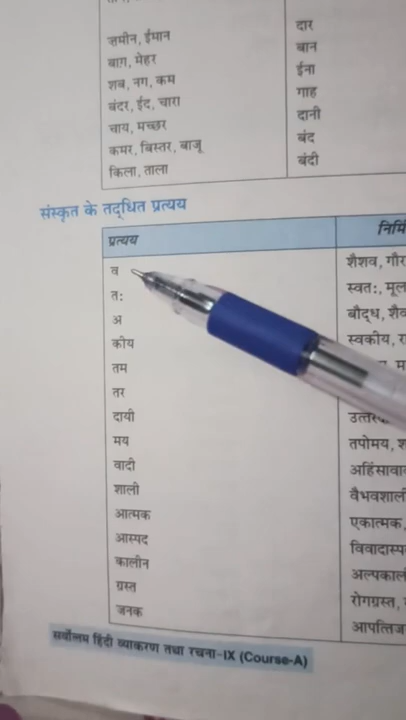 दार
ज़मीन, ईमान
बान
बाग़, मेहर
ईना
शब, नग, कम
गाह
बंदर, ईद, चारा
दानी
चाय, मच्छर
बंद
कमर, बिस्तर, बाजू
बंदी
किला, ताला
संस्कृत के तद्धित प्रत्यय
प्रत्यय
व
शैशव, गौर
त:
स्वत:, मूल
अ
बौद्ध, शैव
कीय
स्वकीय, रा
तम
तर
दायी
मय
तपोमय, श
वादी
अहिंसावा
शाली
वैभवशाली
आत्मक
एकात्मक,
आस्पद
विवादास्प
कालीन
अल्पकाल
ग्रस्त
रोगग्रस्त,
जनक
आपत्तिज
सर्वोत्तम हिंदी व्याकरण तथा रचना-IX (Course-A)